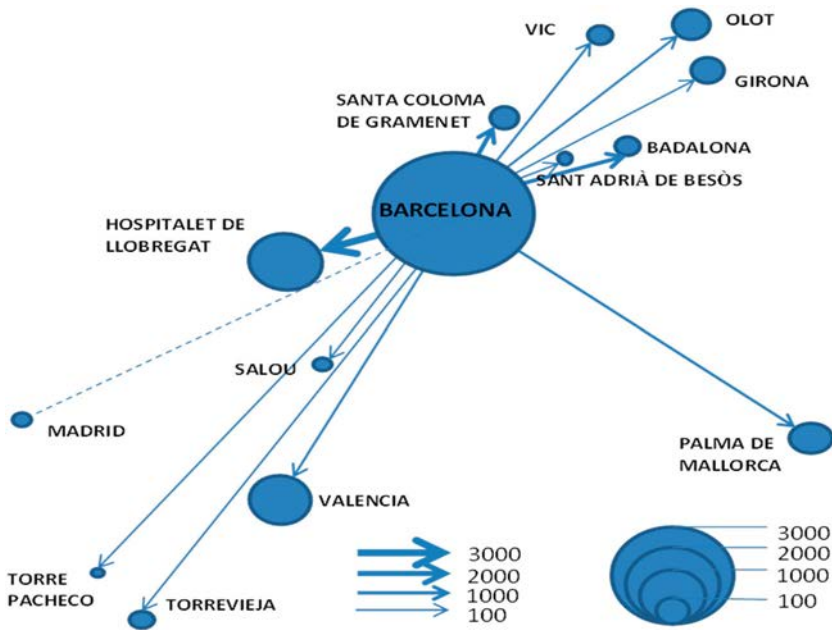 VIC
OLOT
GIRONA
SANTA COLOMA
DE GRAMENET
BADALONA
SANT ADRIÀ DE BESÒS
BARCELONA
HOSPITALET DE
LLOBREGAT
SALOU
MADRID
PALMA DE
MALLORCA
VALENCIA
TORRE
PACHECO
TORREVIEJA
3000
2000
1000
100
3000
2000
1000
100